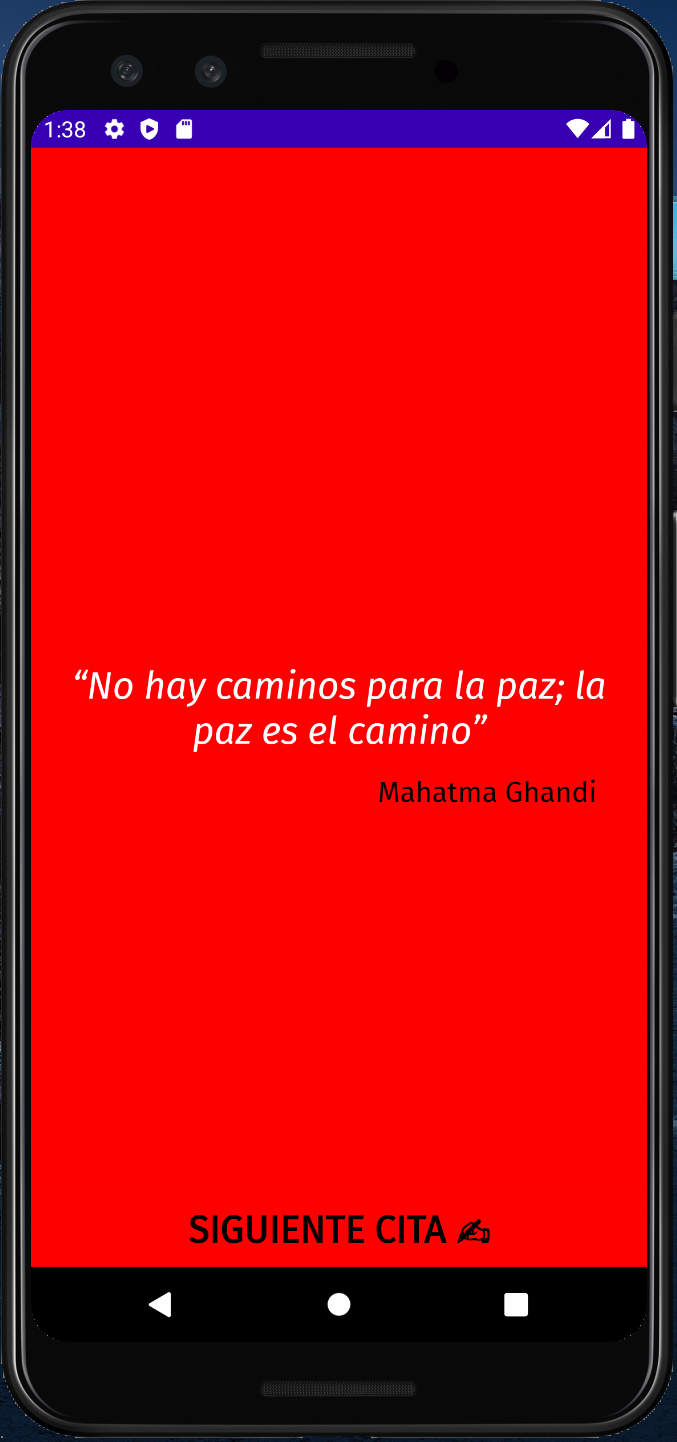 1:38
“No hay caminos para la paz; la
paz es el camino”
Mahatma Ghandi
SIGUIENTE CITA ✍